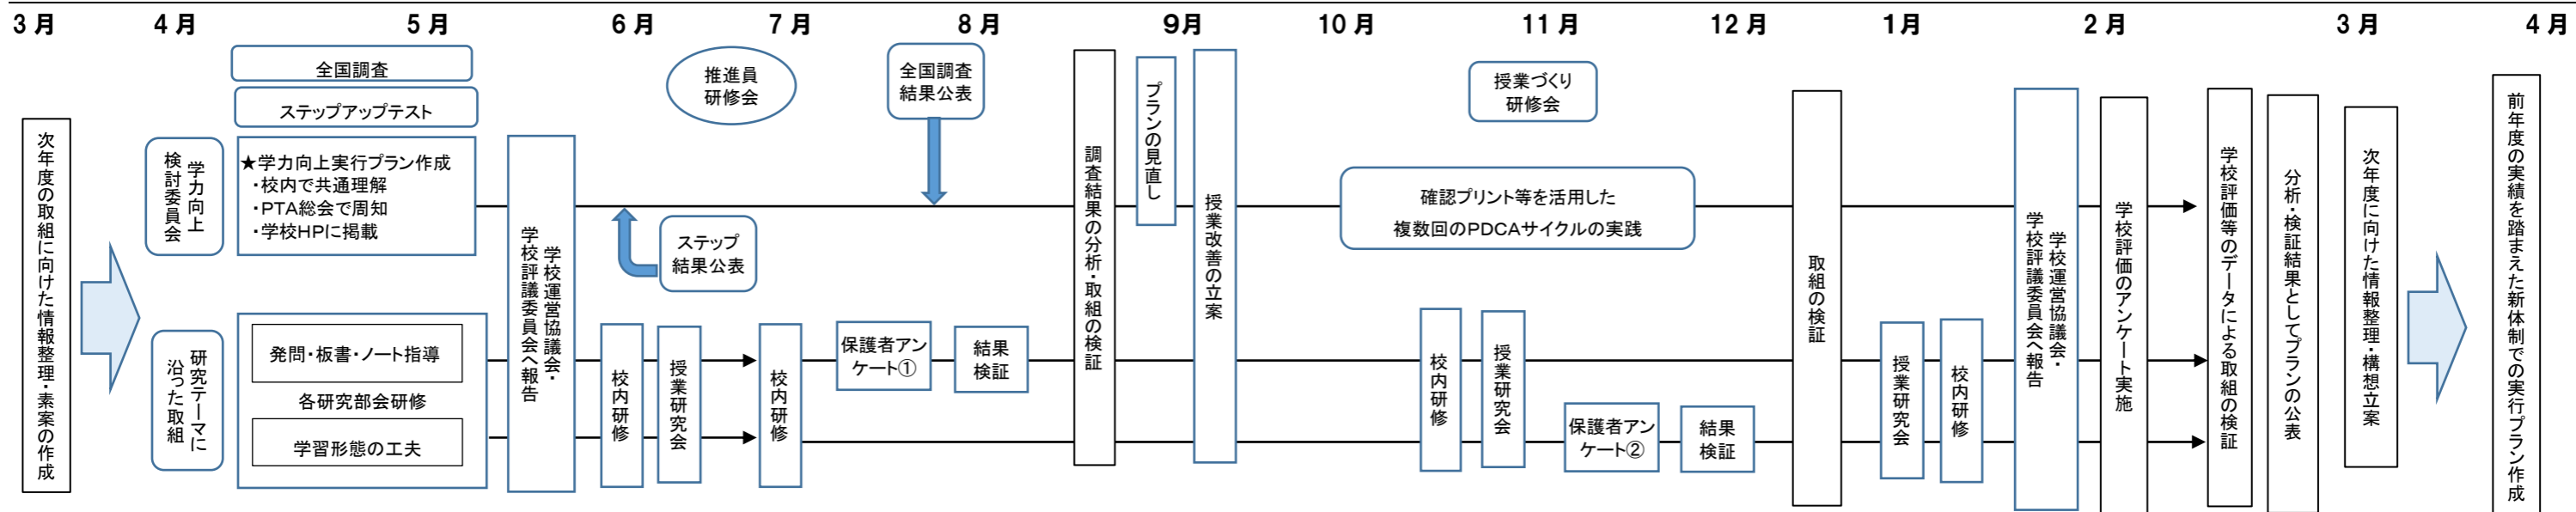 3月
4月
5月
6月
7月
8月
9月
10月
11月
12月
1月
2月
3月
4月
次年度の取組に向けた情報整理・素案の作成
学力向上
検討委員会
研究テーマに
沿った取組
全国調査
ステップアップテスト
★学力向上実行プラン作成
・校内で共通理解
・PTA総会で周知
・学校HPに掲載
発問・板書・ノート指導
各研究部会研修
学習形態の工夫
学校運営協議会・
学校評議委員会へ報告
校内研修
授業研究会
推進員
研修会
ステップ
結果公表
校内研修
全国調査
結果公表
保護者アン
ケート①
結果
検証
調査結果の分析・取組の検証
プランの見直し
授業改善の立案
授業づくり
研修会
確認プリント等を活用した
複数回のPDCAサイクルの実践
校内研修
授業研究会
保護者アン
ケート②
結果
検証
取組の検証
授業研究会
校内研修
学校運営協議会・
学校評議委員会へ報告
学校評価のアンケート実施
学校評価等のデータによる取組の検証
分析・検証結果としてプランの公表
次年度に向けた情報整理・構想立案
前年度の実績を踏まえた新体制での実行プラン作成